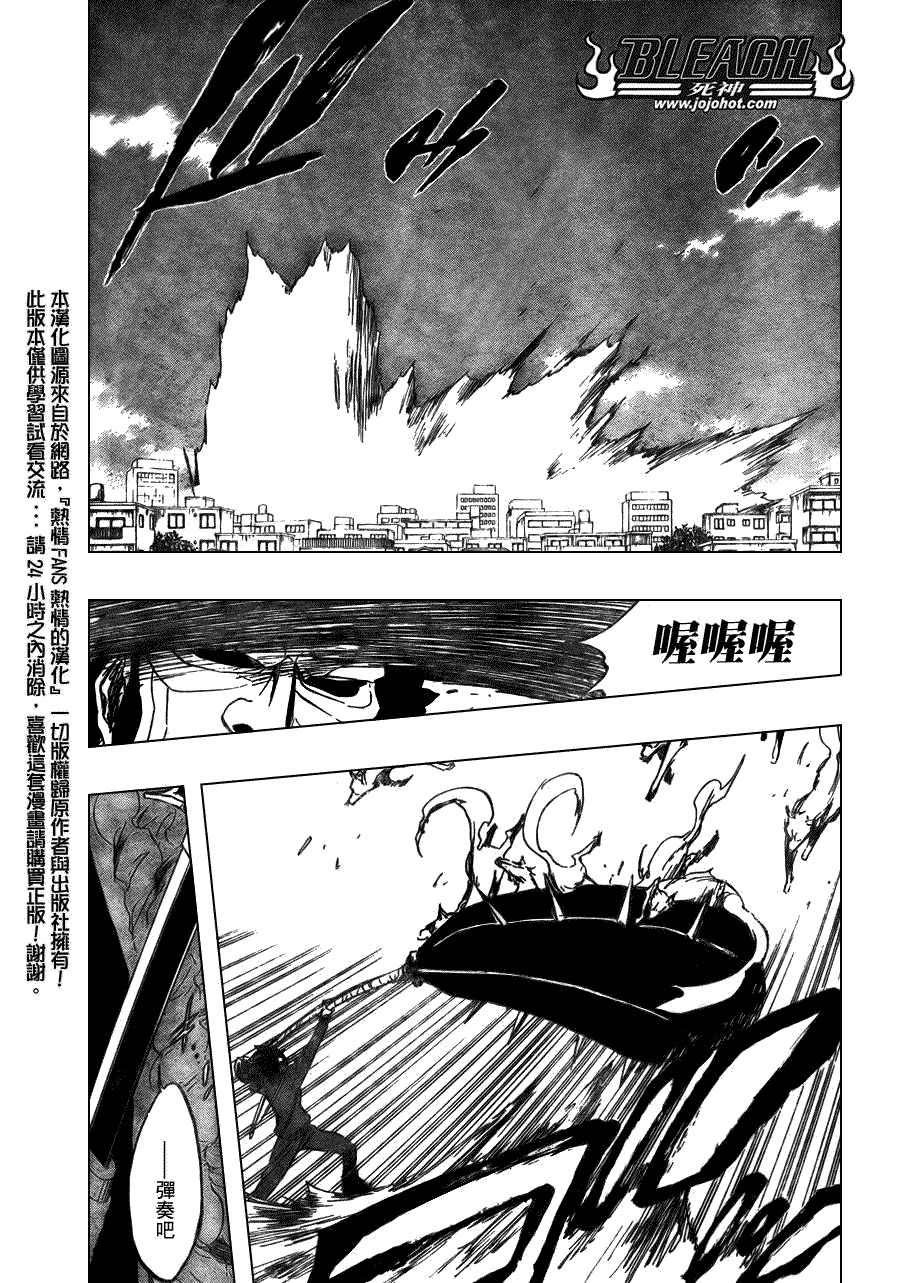 BLEACH
死神
www.jojohot.com
喔喔喔
——彈奏吧
本漢化圖源來自於網路，『熱情FANS熱情的漢化』一切版權歸原作者與出版社擁有！
此版本僅供學習試看交流...請24小時之內消除，喜歡這套漫畫請購買正版！謝謝。